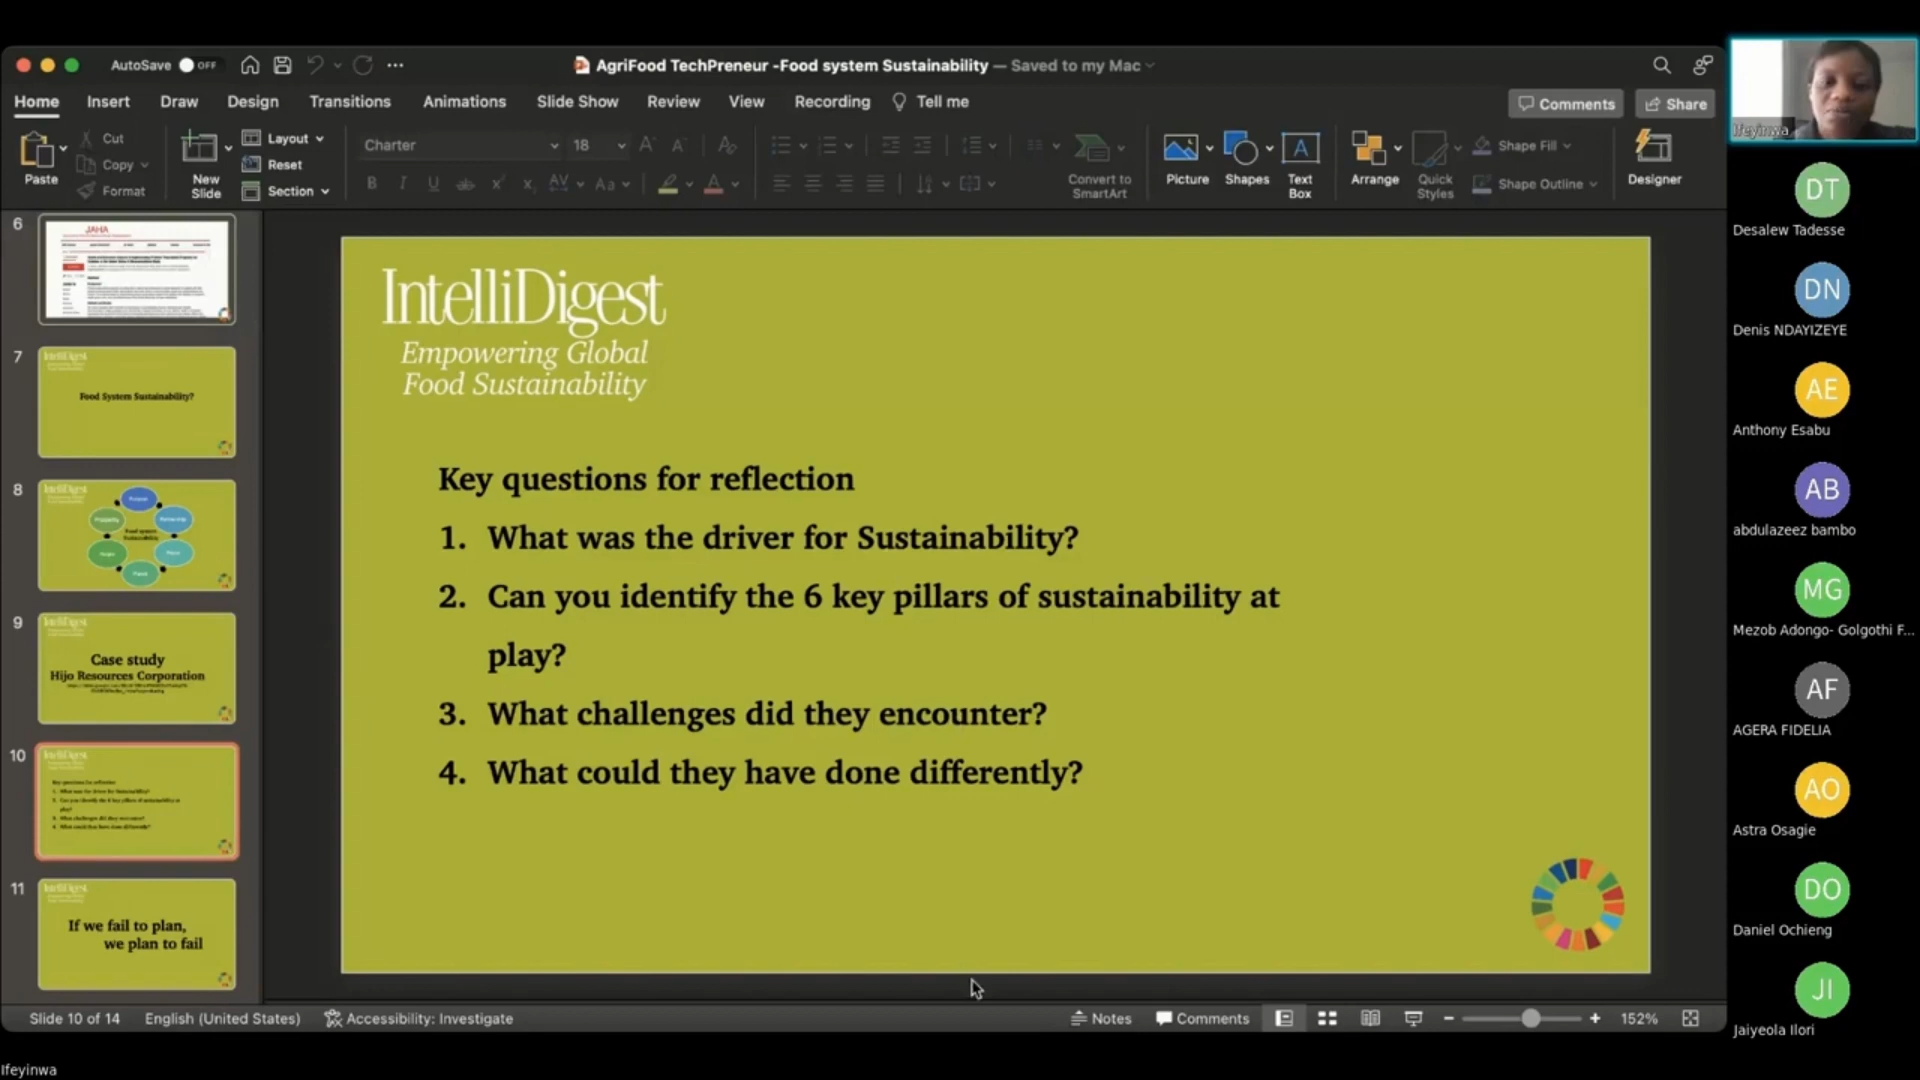 AutoSave OFF
AgriFood TechPreneur -Food system Sustainability — Saved to my Mac
Home Insert Draw Design Transitions Animations Slide Show Review View Recording Tell me
Comments Share
Paste
Cut
Copy
Format
New Slide
Layout
Reset
Section
Charter 18
Convert to SmartArt
Picture
Shapes
Text Box
Arrange
Quick Styles
Shape Fill
Shape Outline
Designer
6
JAHA
7
Food System Sustainability?
8
9
Case study
Hijo Resources Corporation
10
11
If we fail to plan,
we plan to fail
IntelliDigest
Empowering Global
Food Sustainability
Key questions for reflection
1. What was the driver for Sustainability?
2. Can you identify the 6 key pillars of sustainability at
play?
3. What challenges did they encounter?
4. What could they have done differently?
Slide 10 of 14 English (United States) Accessibility: Investigate
Notes Comments 152%
Ifeyinwa
DT
Desalew Tadesse
DN
Denis NDAYIZEYE
AE
Anthony Esabu
AB
abdulazeez bambo
MG
Mezob Adongo- Golgothi F...
AF
AGERA FIDELIA
AO
Astra Osagie
DO
Daniel Ochieng
JI
Jaiyeola Ilori
Ifeyinwa